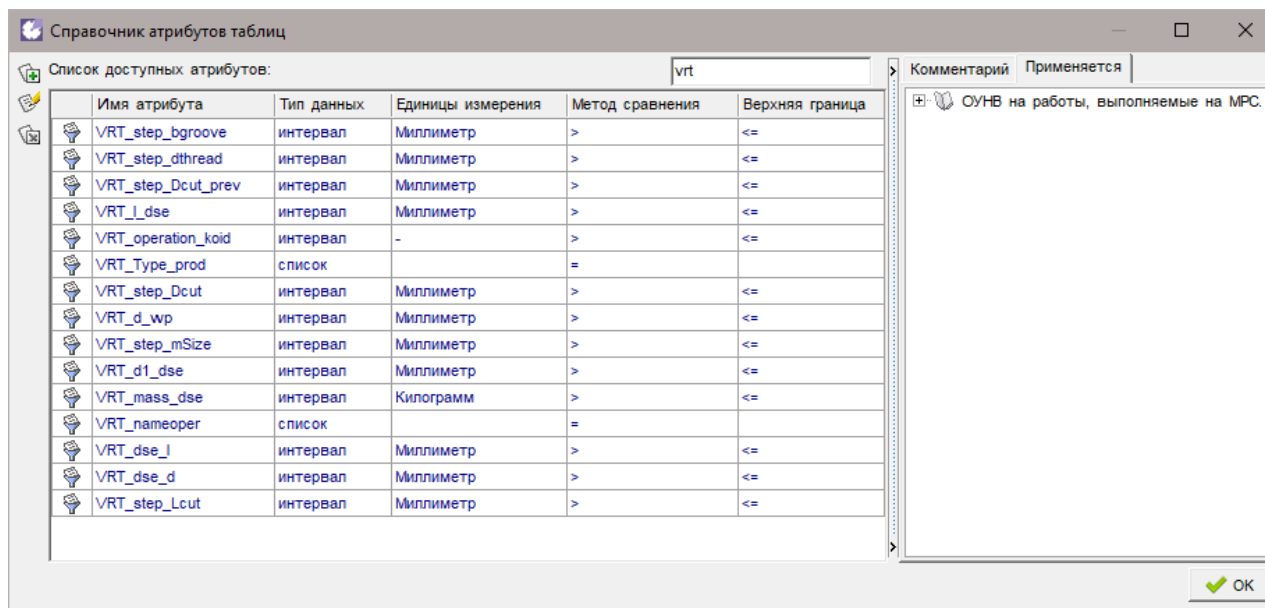 Справочник атрибутов таблиц
Список доступных атрибутов:
vrt
Комментарий Применяется
ОУНВ на работы, выполняемые на МРС.
Имя атрибута Тип данных Единицы измерения Метод сравнения Верхняя граница
VRT_step_bgroove интервал Миллиметр > <=
VRT_step_dthread интервал Миллиметр > <=
VRT_step_Dcut_prev интервал Миллиметр > <=
VRT_l_dse интервал Миллиметр > <=
VRT_operation_koid интервал - > <=
VRT_Type_prod список =
VRT_step_Dcut интервал Миллиметр > <=
VRT_d_wp интервал Миллиметр > <=
VRT_step_mSize интервал Миллиметр > <=
VRT_d1_dse интервал Миллиметр > <=
VRT_mass_dse интервал Килограмм > <=
VRT_nameoper список =
VRT_dse_l интервал Миллиметр > <=
VRT_dse_d интервал Миллиметр > <=
VRT_step_Lcut интервал Миллиметр > <=
OK